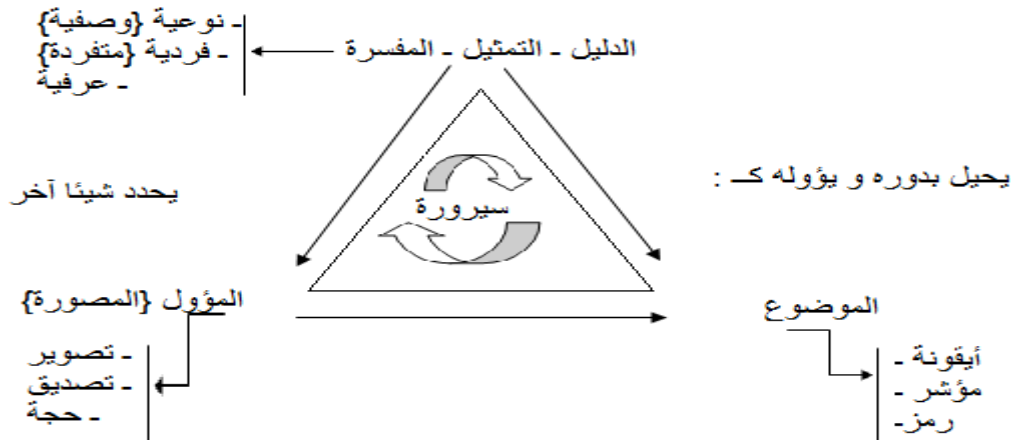 - نوعية {وصفية}
- فردية {متفردة}
- عرفية
الدليل - التمثيل - المفسرة
يحيل بدوره و يؤوله كـ :
يحدد شيئا آخر
سيرورة
الموضوع
المؤول {المصورة}
أيقونة -
مؤشر -
رمز-
- تصوير
- تصديق
- حجة